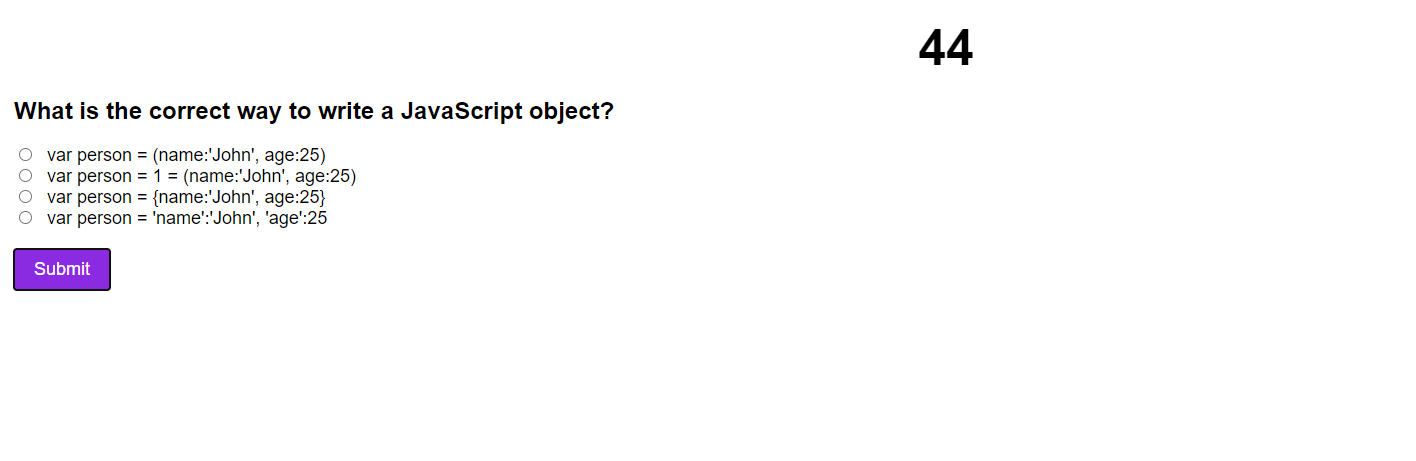 44
What is the correct way to write a JavaScript object?
var person = (name:'John', age:25)
var person = 1 = (name:'John', age:25)
var person = {name:'John', age:25}
var person = 'name':'John', 'age':25
Submit